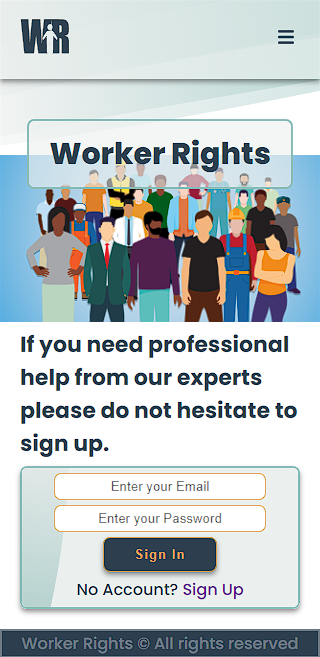 WR
Worker Rights
If you need professional
help from our experts
please do not hesitate to
sign up.
Enter your Email
Enter your Password
Sign In
No Account? Sign Up
Worker Rights © All rights reserved